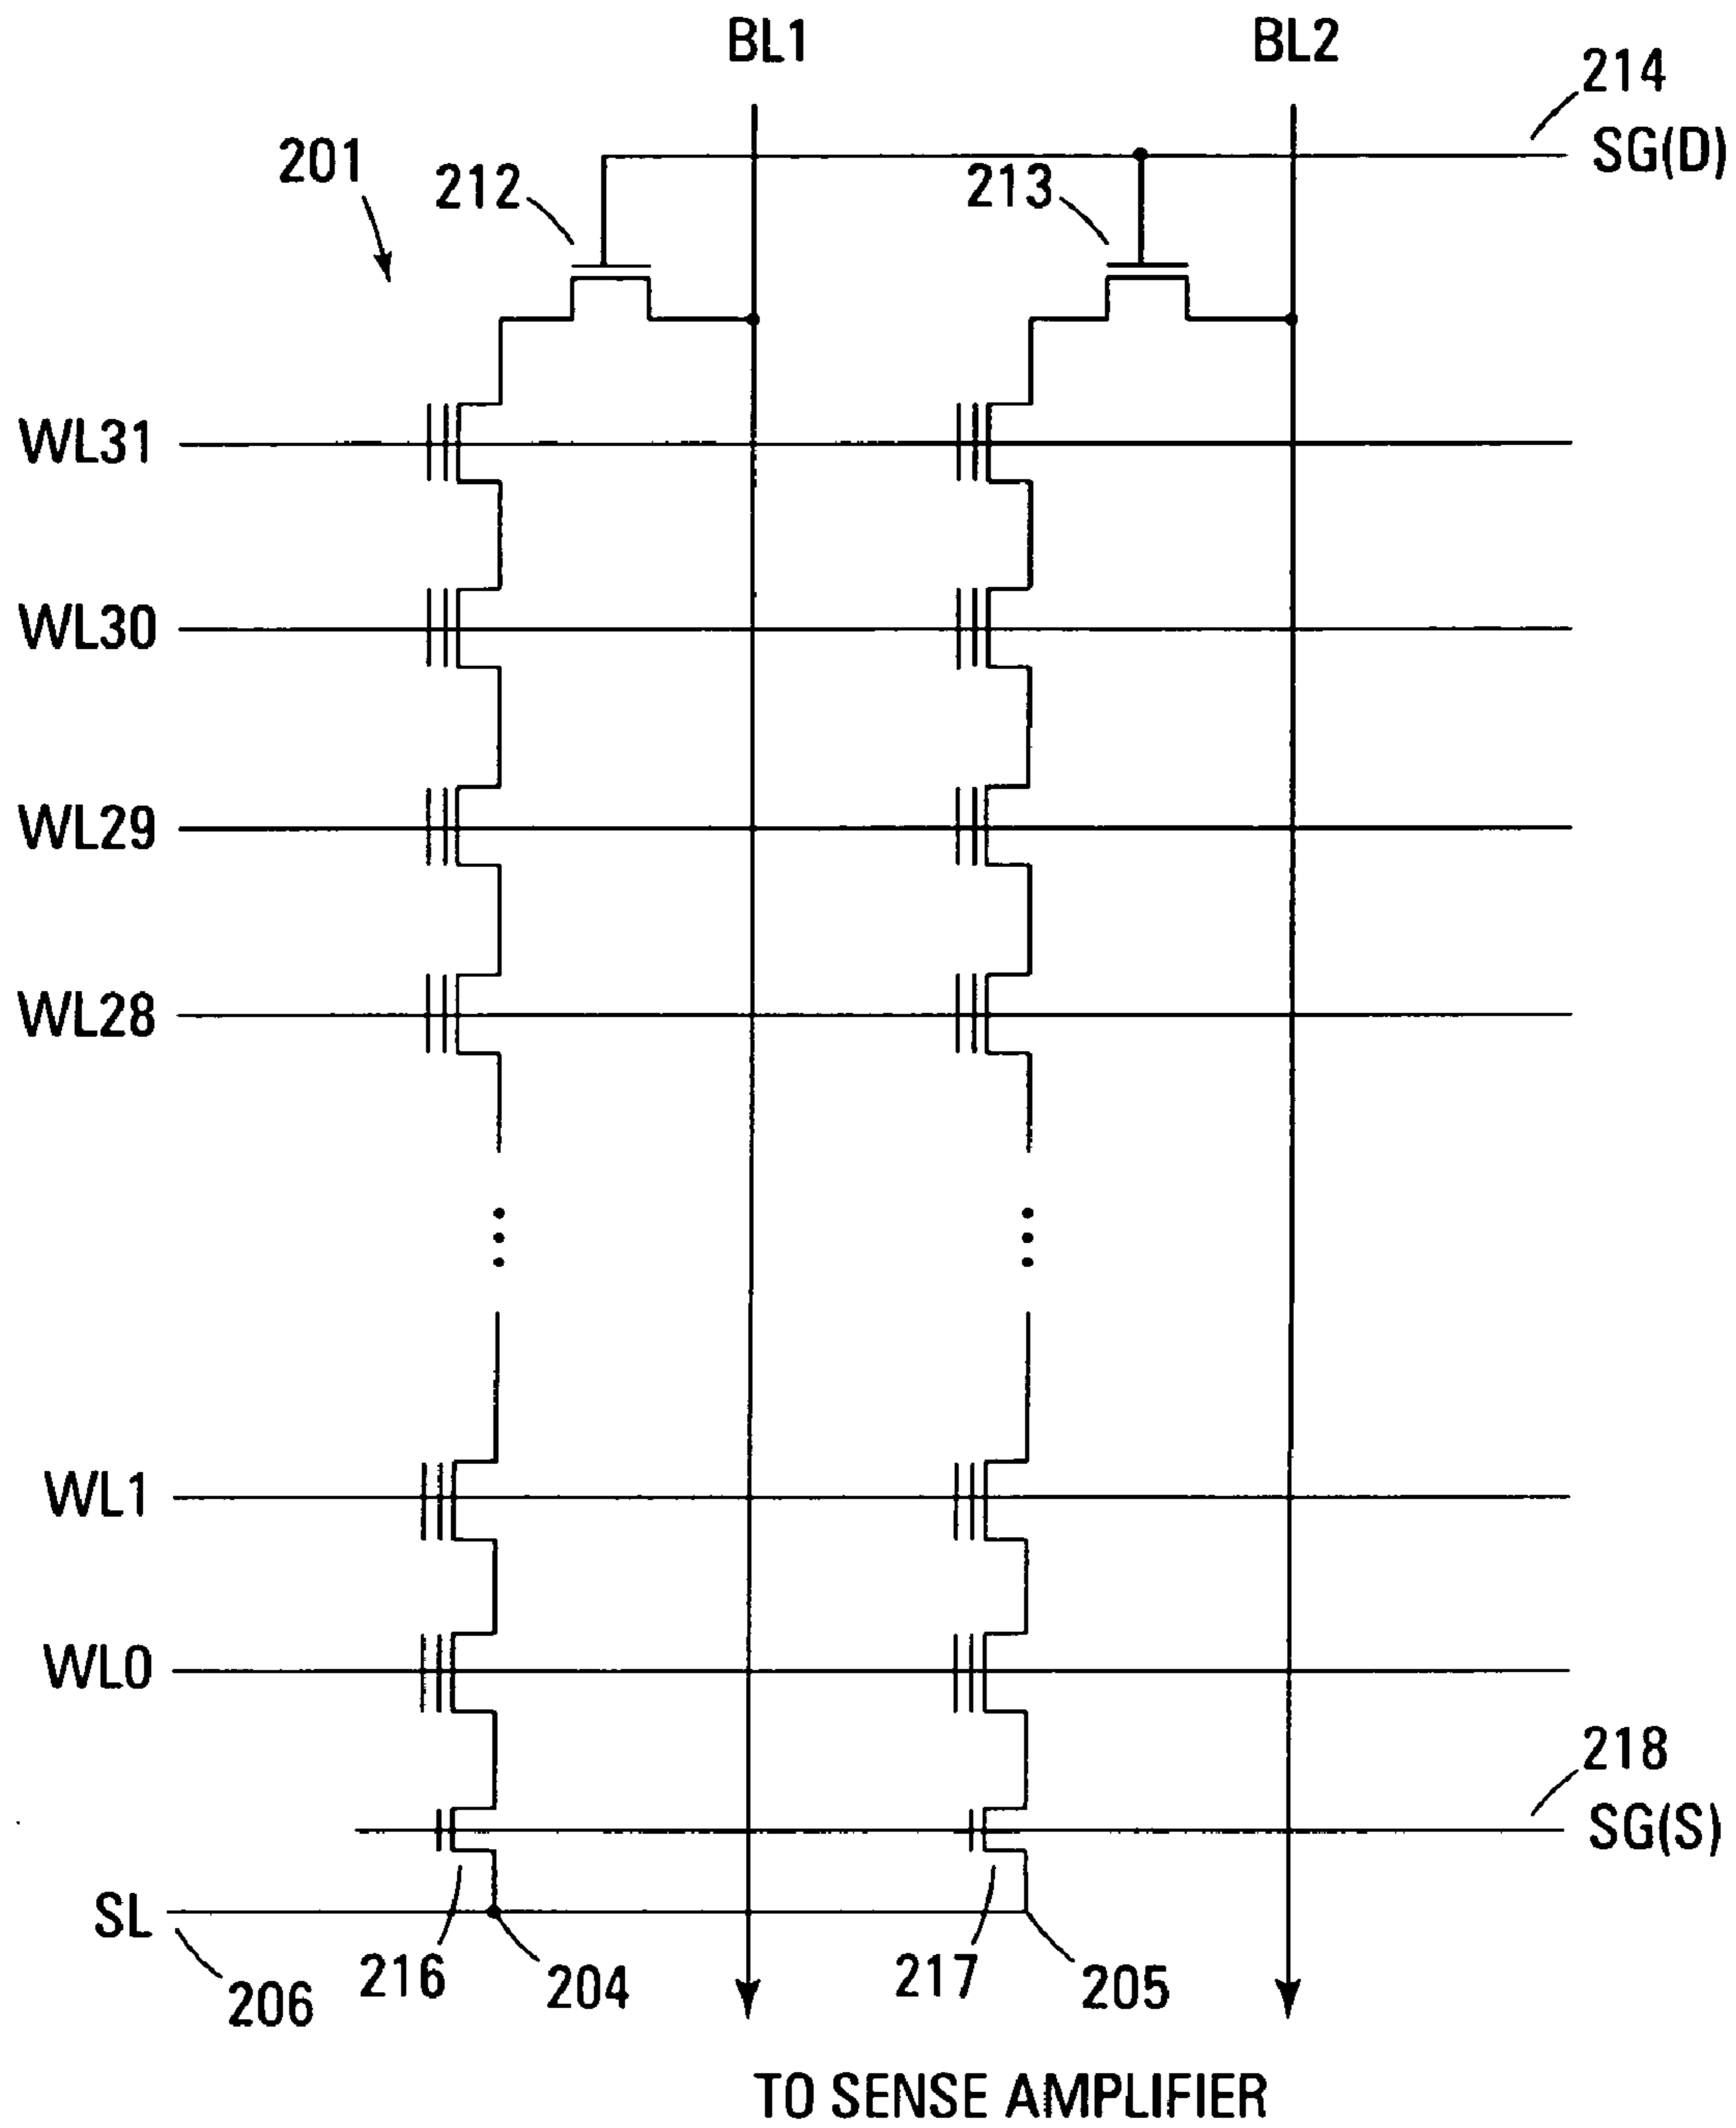 BL1
BL2
214
SG(D)
201
212
213
WL31
WL30
WL29
WL28
WL1
WL0
218
SG(S)
SL
206
216
204
217
205
TO SENSE AMPLIFIER